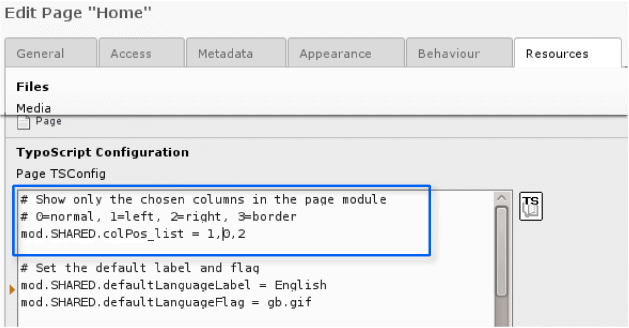 Edit Page "Home"
General Access Metadata Appearance Behaviour Resources
Files
Media
Page
TypoScript Configuration
Page TSConfig
# Show only the chosen columns in the page module
# 0=normal, 1=left, 2=right, 3=border
mod.SHARED.colPos_list = 1,0,2
# Set the default label and flag
mod.SHARED.defaultLanguageLabel = English
mod.SHARED.defaultLanguageFlag = gb.gif
TS